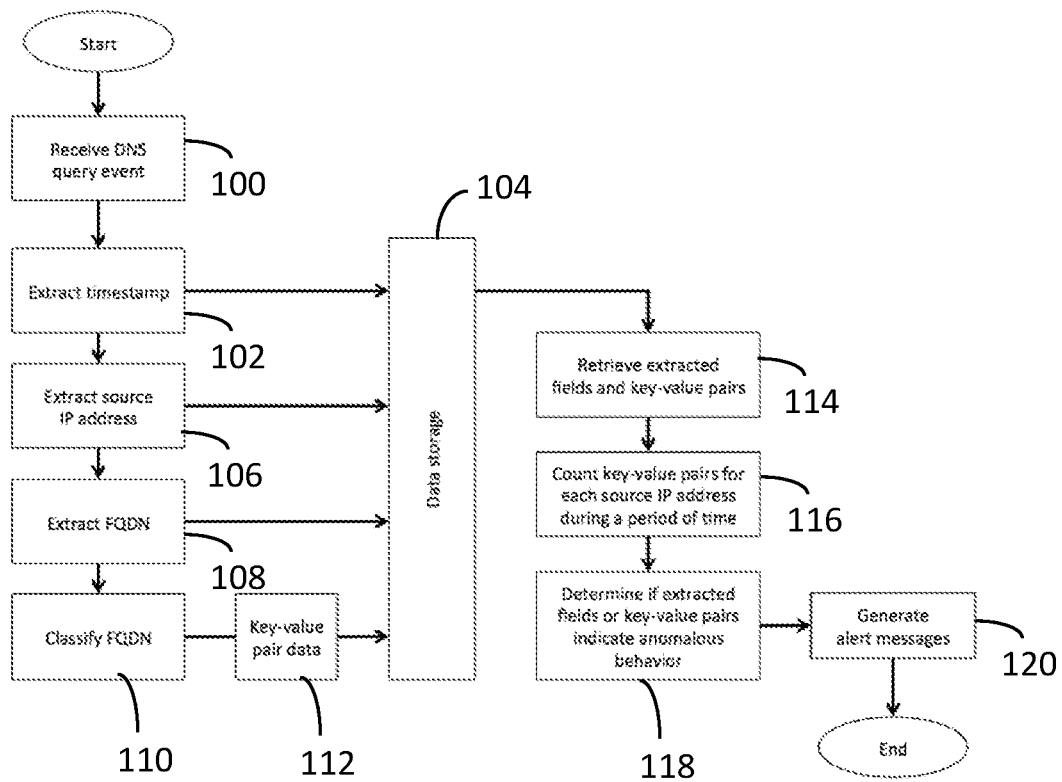 Start
Receive DNS
query event
100
Extract timestamp
102
Extract source
IP address
106
Extract FQDN
108
Classify FQDN
110
Key-value
pair data
112
104
Data storage
Retrieve extracted
fields and key-value pairs
114
Count key-value pairs for
each source IP address
during a period of time
116
Determine if extracted
fields or key-value pairs
indicate anomalous
behavior
118
Generate
alert messages
120
End